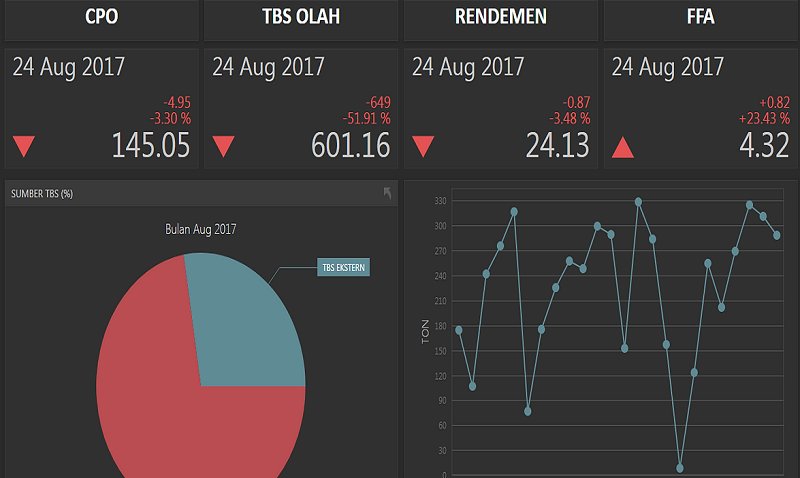 CPO
TBS OLAH
RENDEMEN
FFA
24 Aug 2017
-4.95
-3.30 %
145.05
24 Aug 2017
-649
-51.91 %
601.16
24 Aug 2017
-0.87
-3.48 %
24.13
24 Aug 2017
+0.82
+23.43 %
4.32
SUMBER TBS (%)
Bulan Aug 2017
TBS EKSTERN
TON
330
300
270
240
210
180
150
120
90
60
30
0